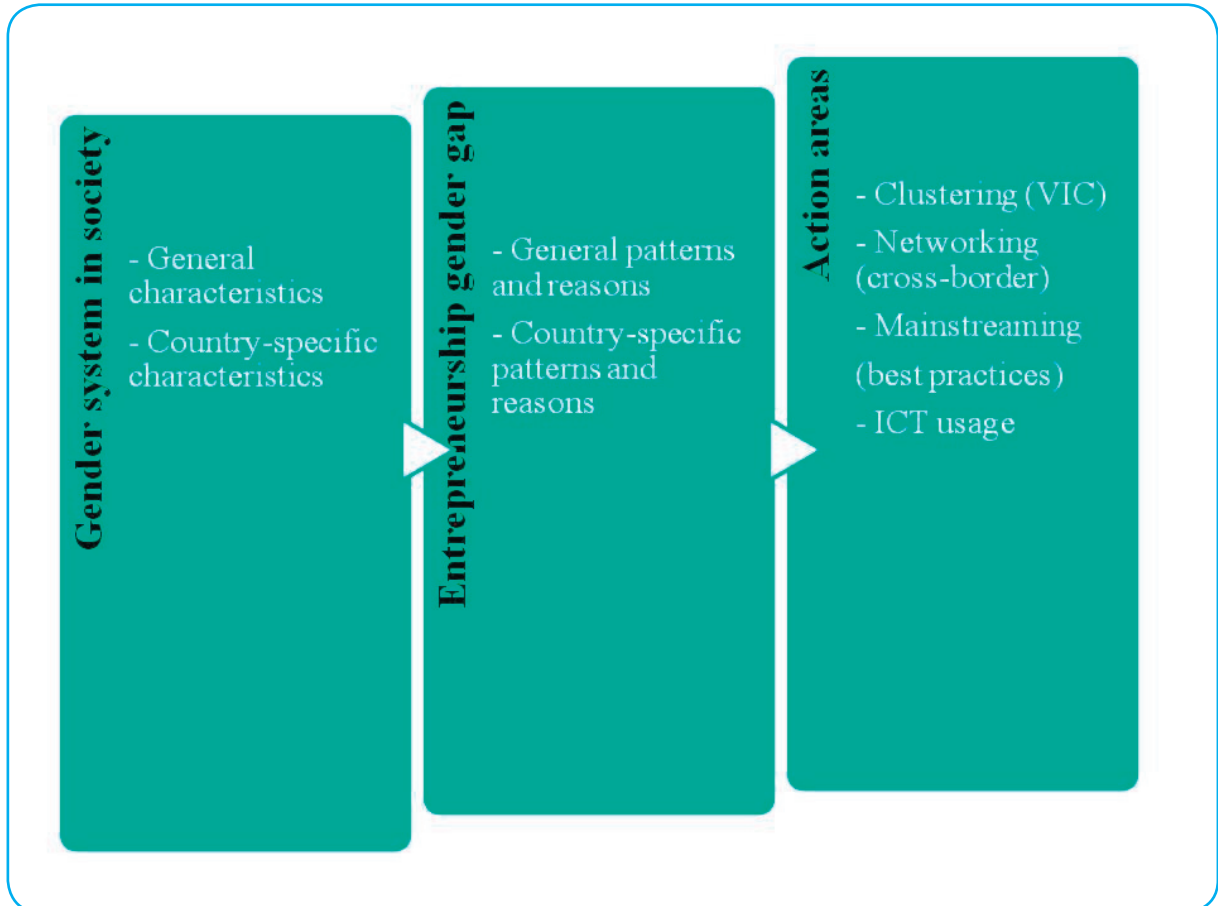 Gender system in society
- General
characteristics
- Country-specific
characteristics
Entrepreneurship gender gap
- General patterns
and reasons
- Country-specific
patterns and
reasons
Action areas
- Clustering (VIC)
- Networking
(cross-border)
- Mainstreaming
(best practices)
- ICT usage